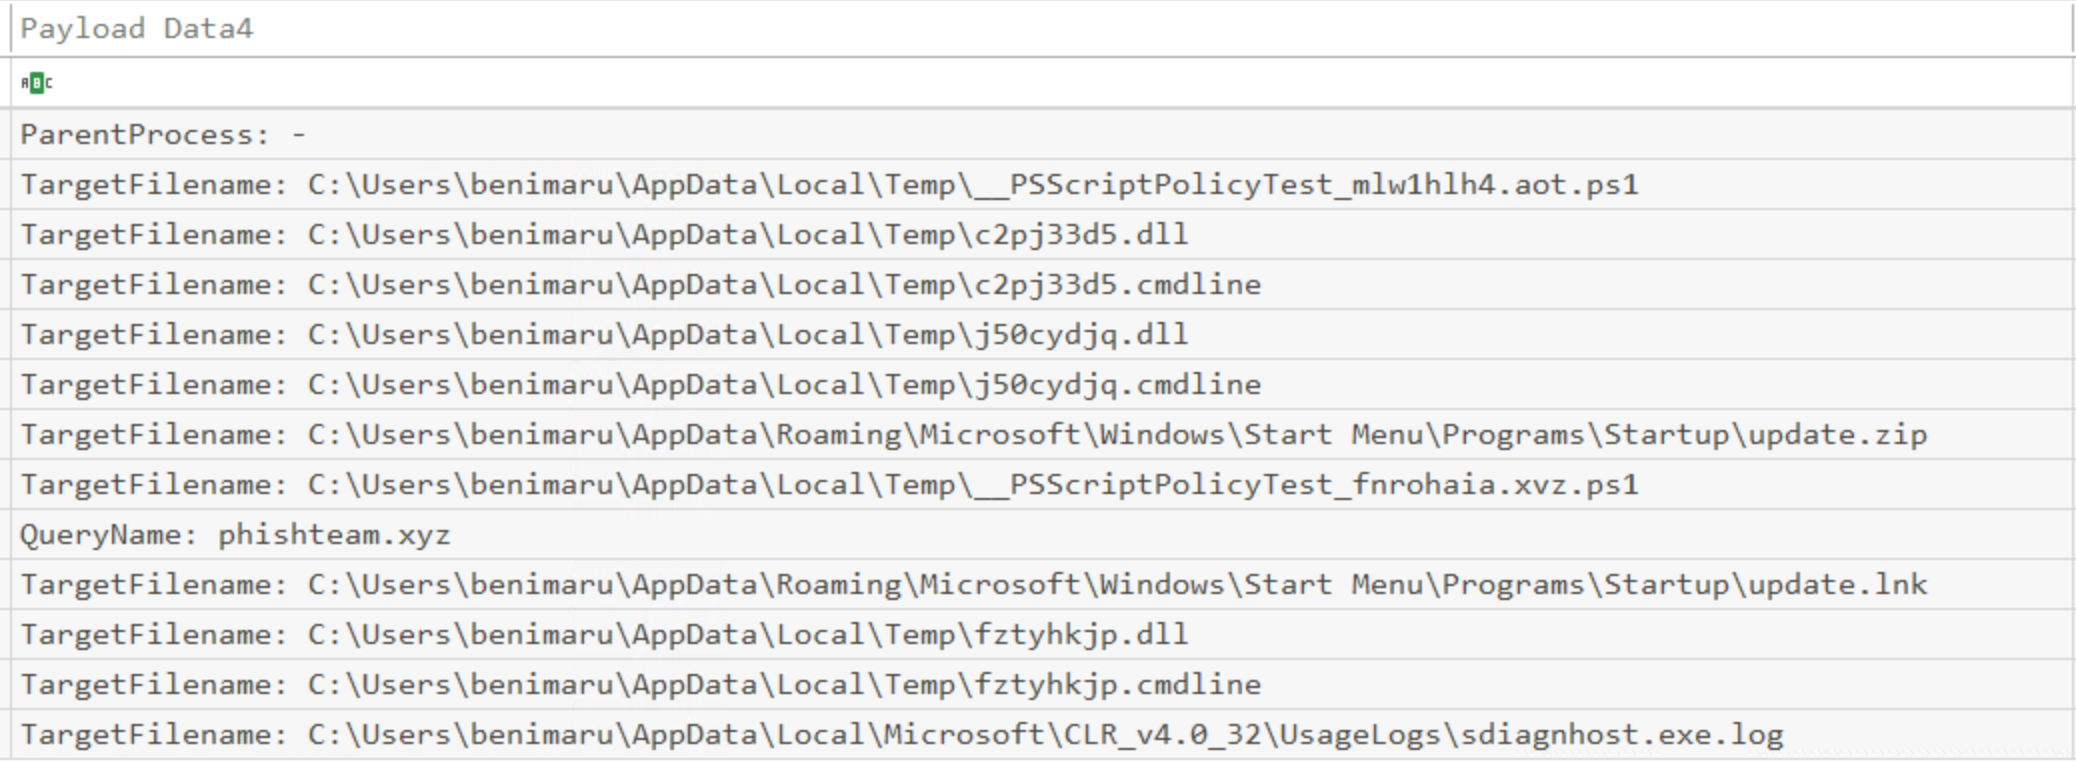 Payload Data4
ABC
ParentProcess: -
TargetFilename: C:\Users\benimaru\AppData\Local\Temp\__PSScriptPolicyTest_mlw1hlh4.aot.ps1
TargetFilename: C:\Users\benimaru\AppData\Local\Temp\c2pj33d5.dll
TargetFilename: C:\Users\benimaru\AppData\Local\Temp\c2pj33d5.cmdline
TargetFilename: C:\Users\benimaru\AppData\Local\Temp\j50cydjq.dll
TargetFilename: C:\Users\benimaru\AppData\Local\Temp\j50cydjq.cmdline
TargetFilename: C:\Users\benimaru\AppData\Roaming\Microsoft\Windows\Start Menu\Programs\Startup\update.zip
TargetFilename: C:\Users\benimaru\AppData\Local\Temp\__PSScriptPolicyTest_fnrohaia.xvz.ps1
QueryName: phishteam.xyz
TargetFilename: C:\Users\benimaru\AppData\Roaming\Microsoft\Windows\Start Menu\Programs\Startup\update.lnk
TargetFilename: C:\Users\benimaru\AppData\Local\Temp\fztyhkjp.dll
TargetFilename: C:\Users\benimaru\AppData\Local\Temp\fztyhkjp.cmdline
TargetFilename: C:\Users\benimaru\AppData\Local\Microsoft\CLR_v4.0_32\UsageLogs\sdiagnhost.exe.log